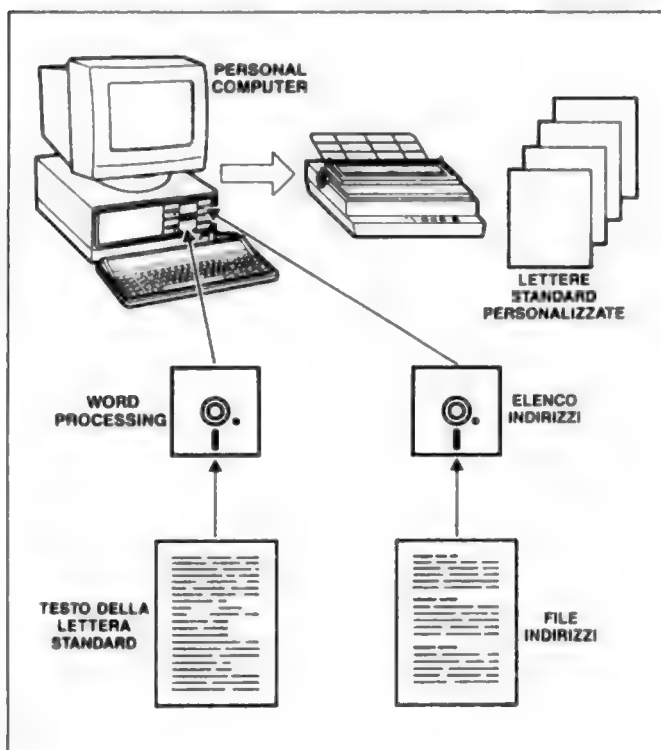 PERSONAL
COMPUTER
LETTERE
STANDARD
PERSONALIZZATE
WORD
PROCESSING
ELENCO
INDIRIZZI
TESTO DELLA
LETTERA
STANDARD
FILE
INDIRIZZI